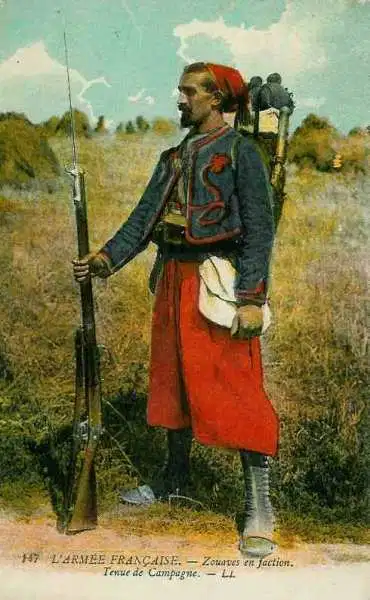 147 L'ARMÉE FRANÇAISE. — Zouaves en faction.
Tenue de Campagne. — LL